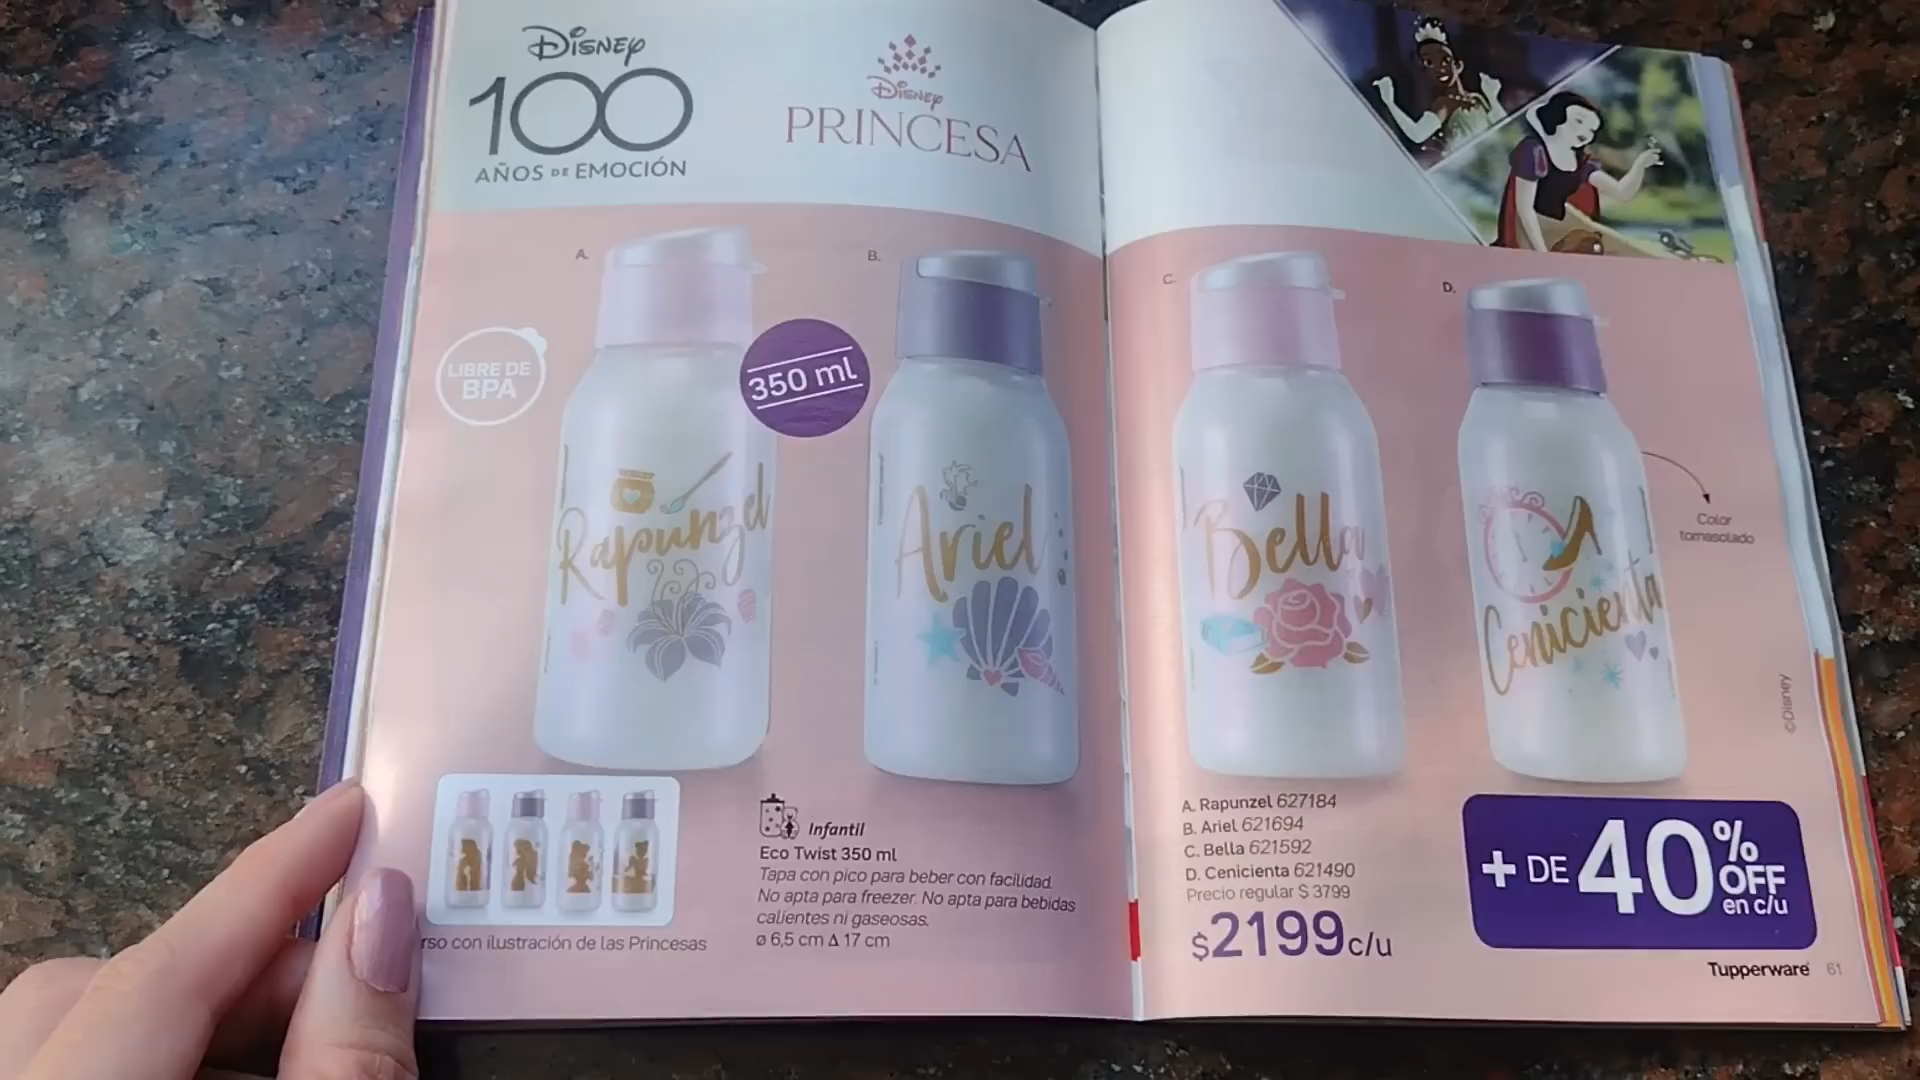 Disney
100
AÑOS DE EMOCIÓN
Disney
PRINCESA
A.
B.
C.
D.
LIBRE DE
BPA
350 ml
Rapunzel
Ariel
Bella
Cenicienta
Color
tornasolado
©Disney
rso con ilustración de las Princesas
Infantil
Eco Twist 350 ml
Tapa con pico para beber con facilidad.
No apta para freezer. No apta para bebidas
calientes ni gaseosas.
ø 6,5 cm Δ 17 cm
A. Rapunzel 627184
B. Ariel 621694
C. Bella 621592
D. Cenicienta 621490
Precio regular $ 3799
$2199 c/u
+ DE 40% OFF
en c/u
Tupperware 61